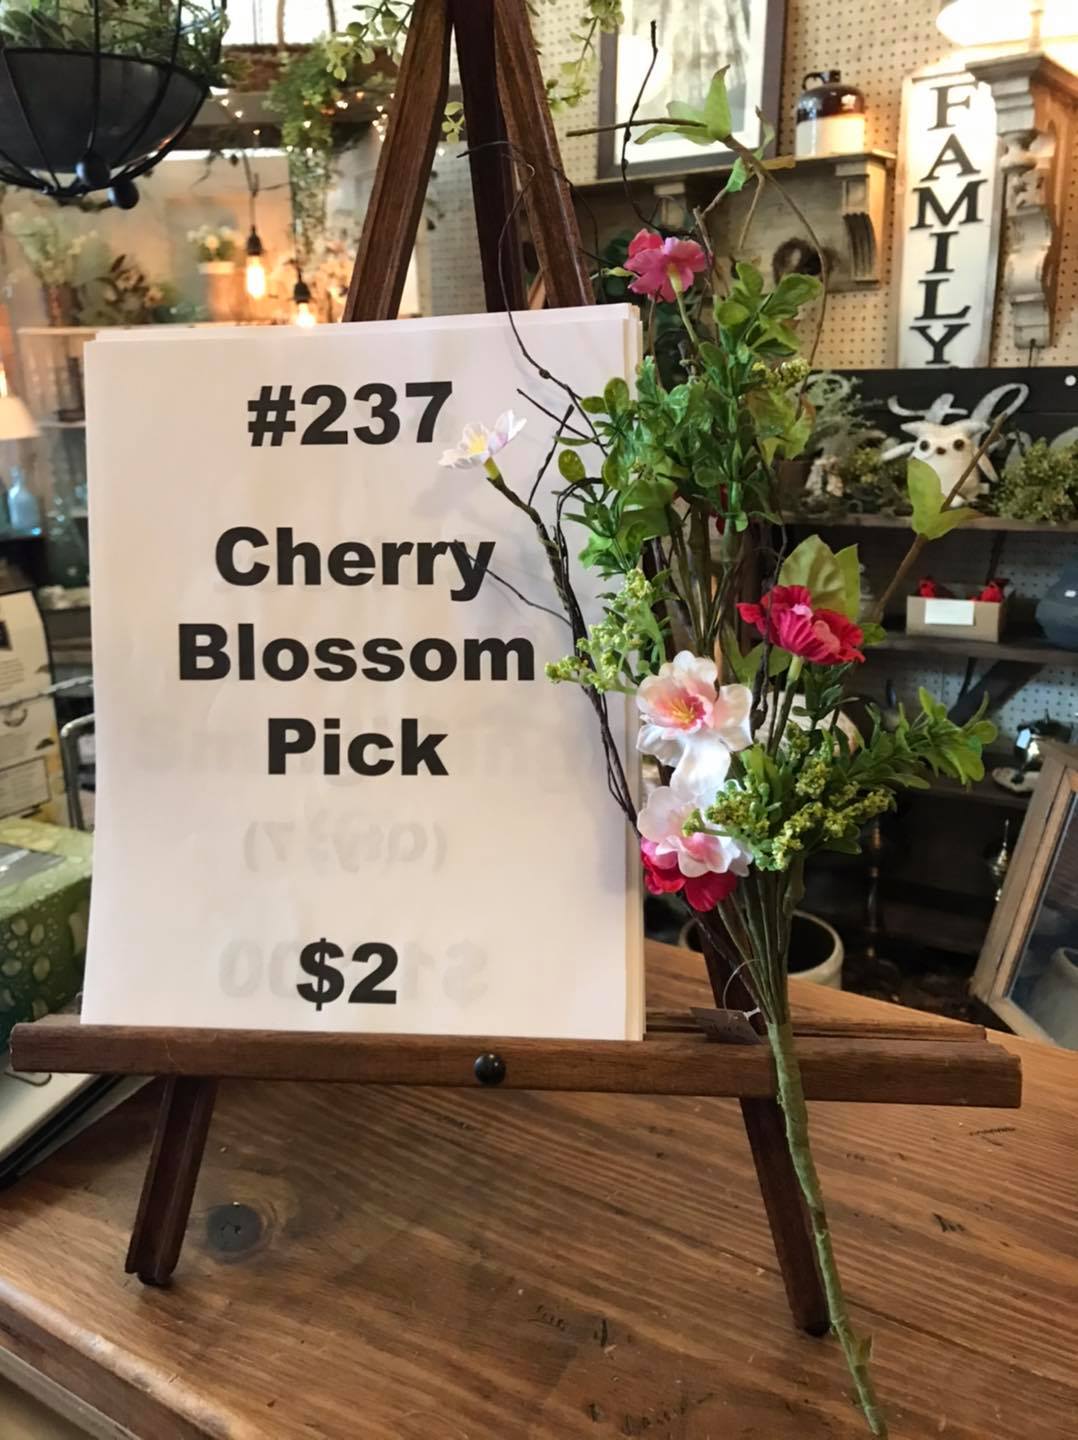 #237
Cherry
Blossom
Pick
$2
FAMILY